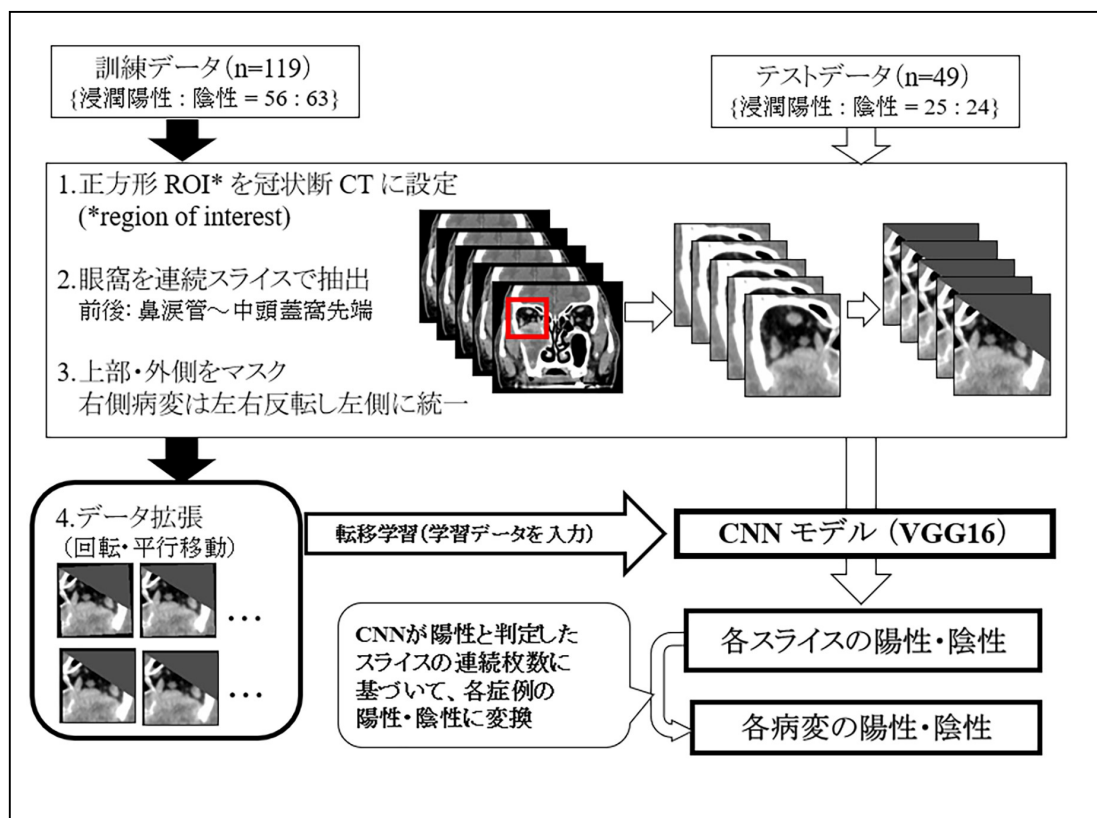 訓練データ(n=119)
{浸潤陽性：陰性 = 56 : 63}
テストデータ(n=49)
{浸潤陽性：陰性 = 25 : 24}
1.正方形 ROI* を冠状断 CT に設定
(*region of interest)
2.眼窩を連続スライスで抽出
前後：鼻涙管～中頭蓋窩先端
3.上部・外側をマスク
右側病変は左右反転し左側に統一
4.データ拡張
(回転・平行移動)
…
…
転移学習(学習データを入力)
CNN モデル (VGG16)
CNNが陽性と判定した
スライスの連続枚数に
基づいて、各症例の
陽性・陰性に変換
各スライスの陽性・陰性
各病変の陽性・陰性